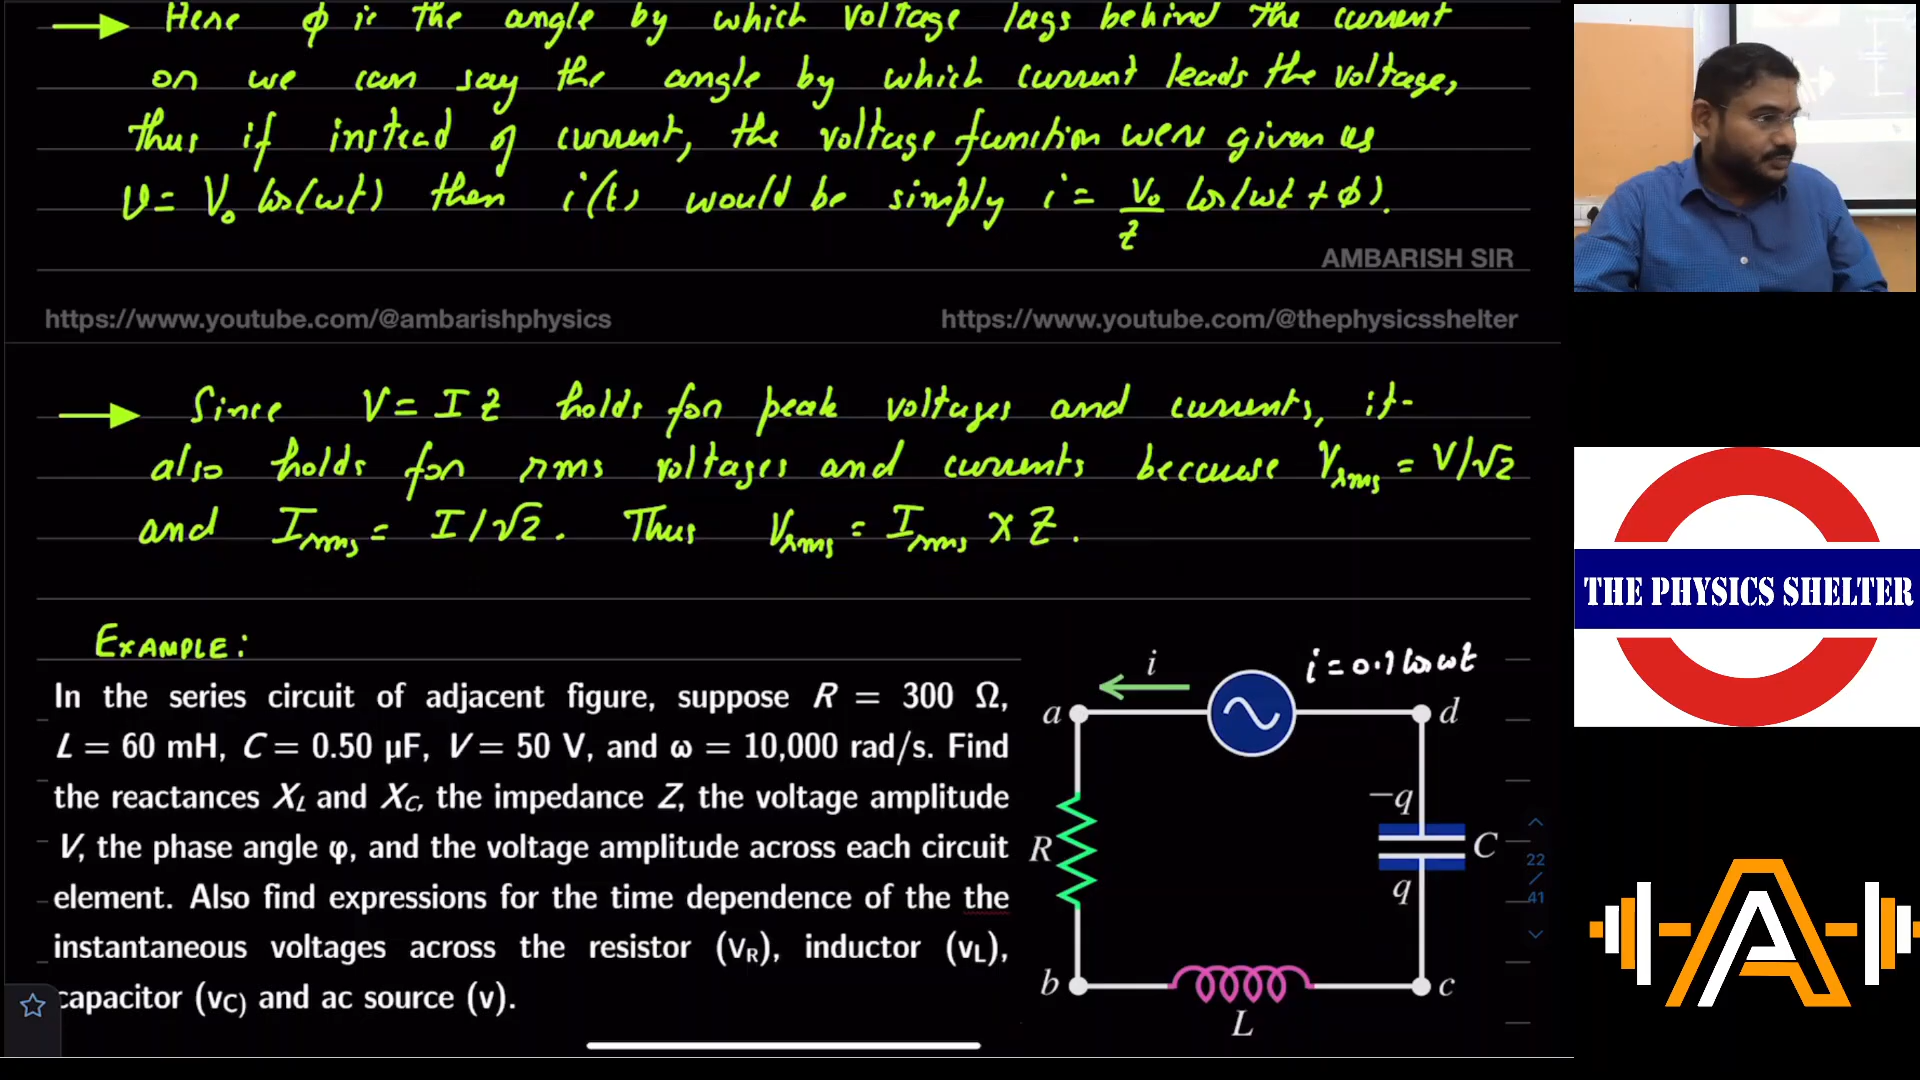 Here φ is the angle by which voltage lags behind the current
or we can say the angle by which current leads the voltage,
thus if instead of current, the voltage function were given as
v = V₀ cos(ωt) then i(t) would be simply i = V₀/Z cos(ωt + φ).
AMBARISH SIR
https://www.youtube.com/@ambarishphysics
https://www.youtube.com/@thephysicsshelter
Since V = I Z holds for peak voltages and currents, it
also holds for rms voltages and currents because Vrms = V/√2
and Irms = I/√2. Thus Vrms = Irms × Z.
EXAMPLE:
In the series circuit of adjacent figure, suppose R = 300 Ω,
L = 60 mH, C = 0.50 μF, V = 50 V, and ω = 10,000 rad/s. Find
the reactances XL and XC, the impedance Z, the voltage amplitude
V, the phase angle φ, and the voltage amplitude across each circuit
element. Also find expressions for the time dependence of the the
instantaneous voltages across the resistor (vR), inductor (vL),
capacitor (vC) and ac source (v).
i
i = 0.1 cos ωt
a
d
−q
R
C
q
b
c
L
22
/
41
THE PHYSICS SHELTER
A